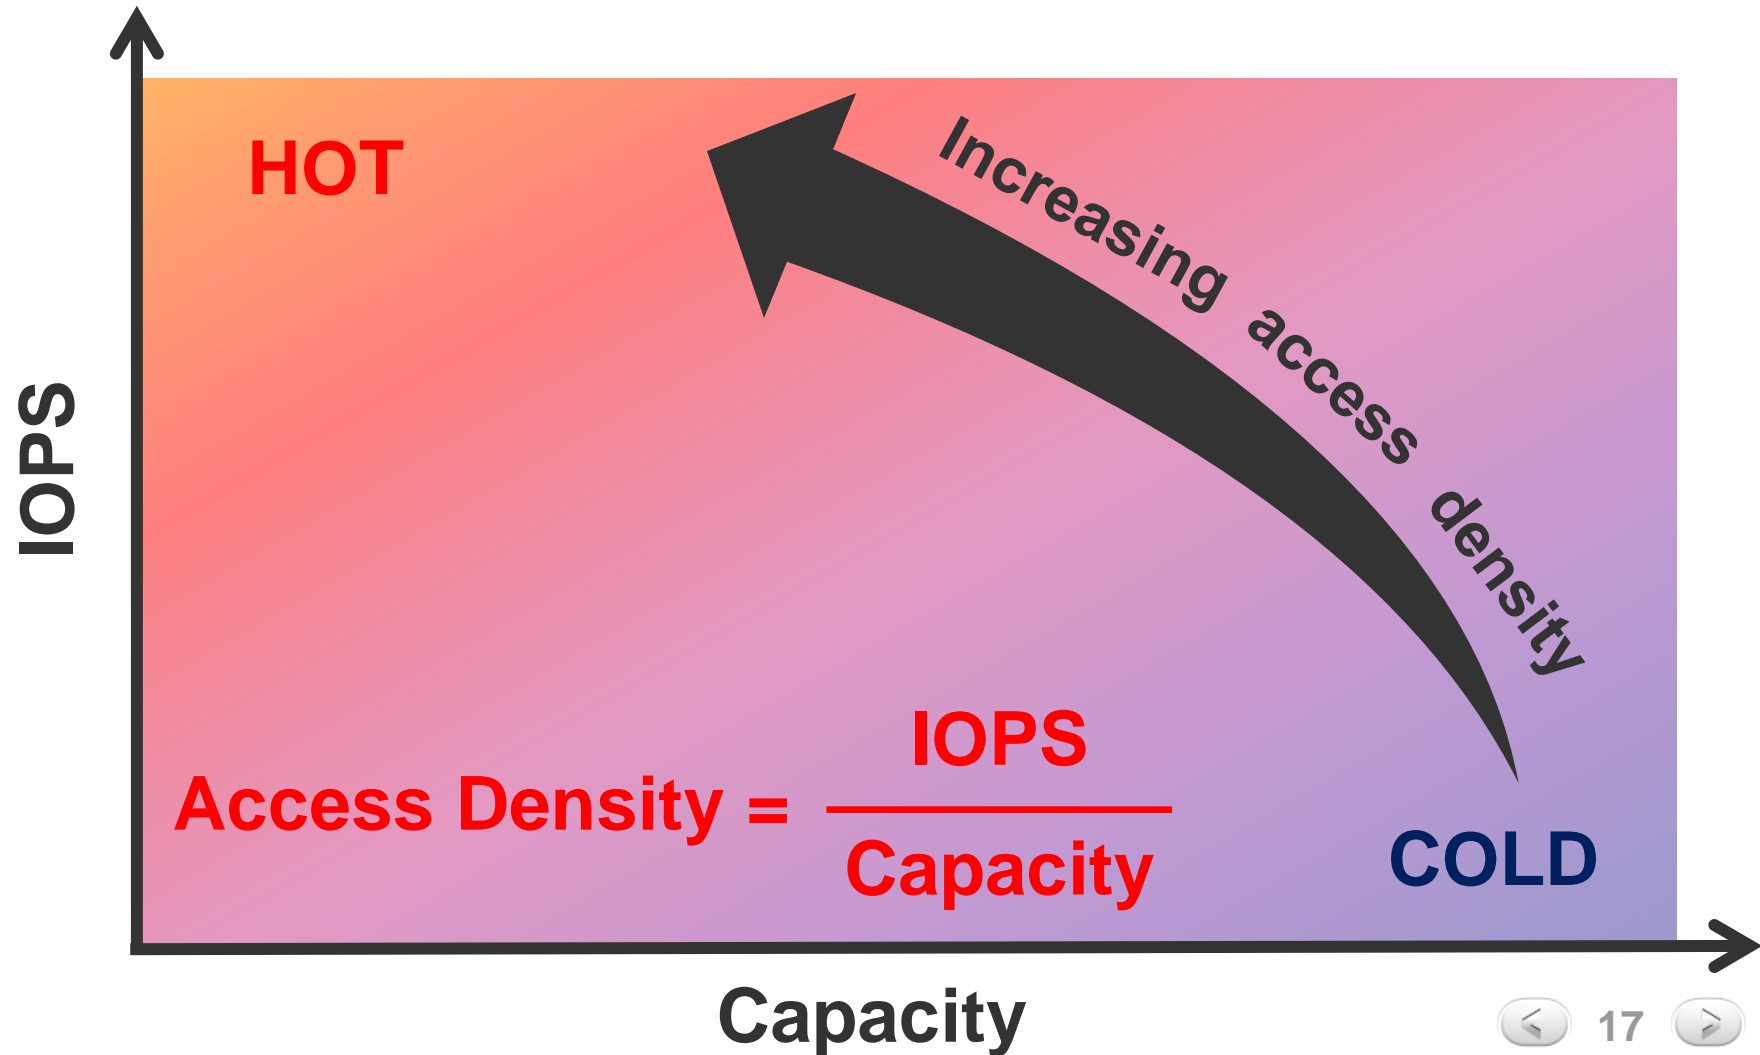 HOT
Increasing access density
IOPS
IOPS
Access Density =
Capacity
COLD
Capacity
< 17 >